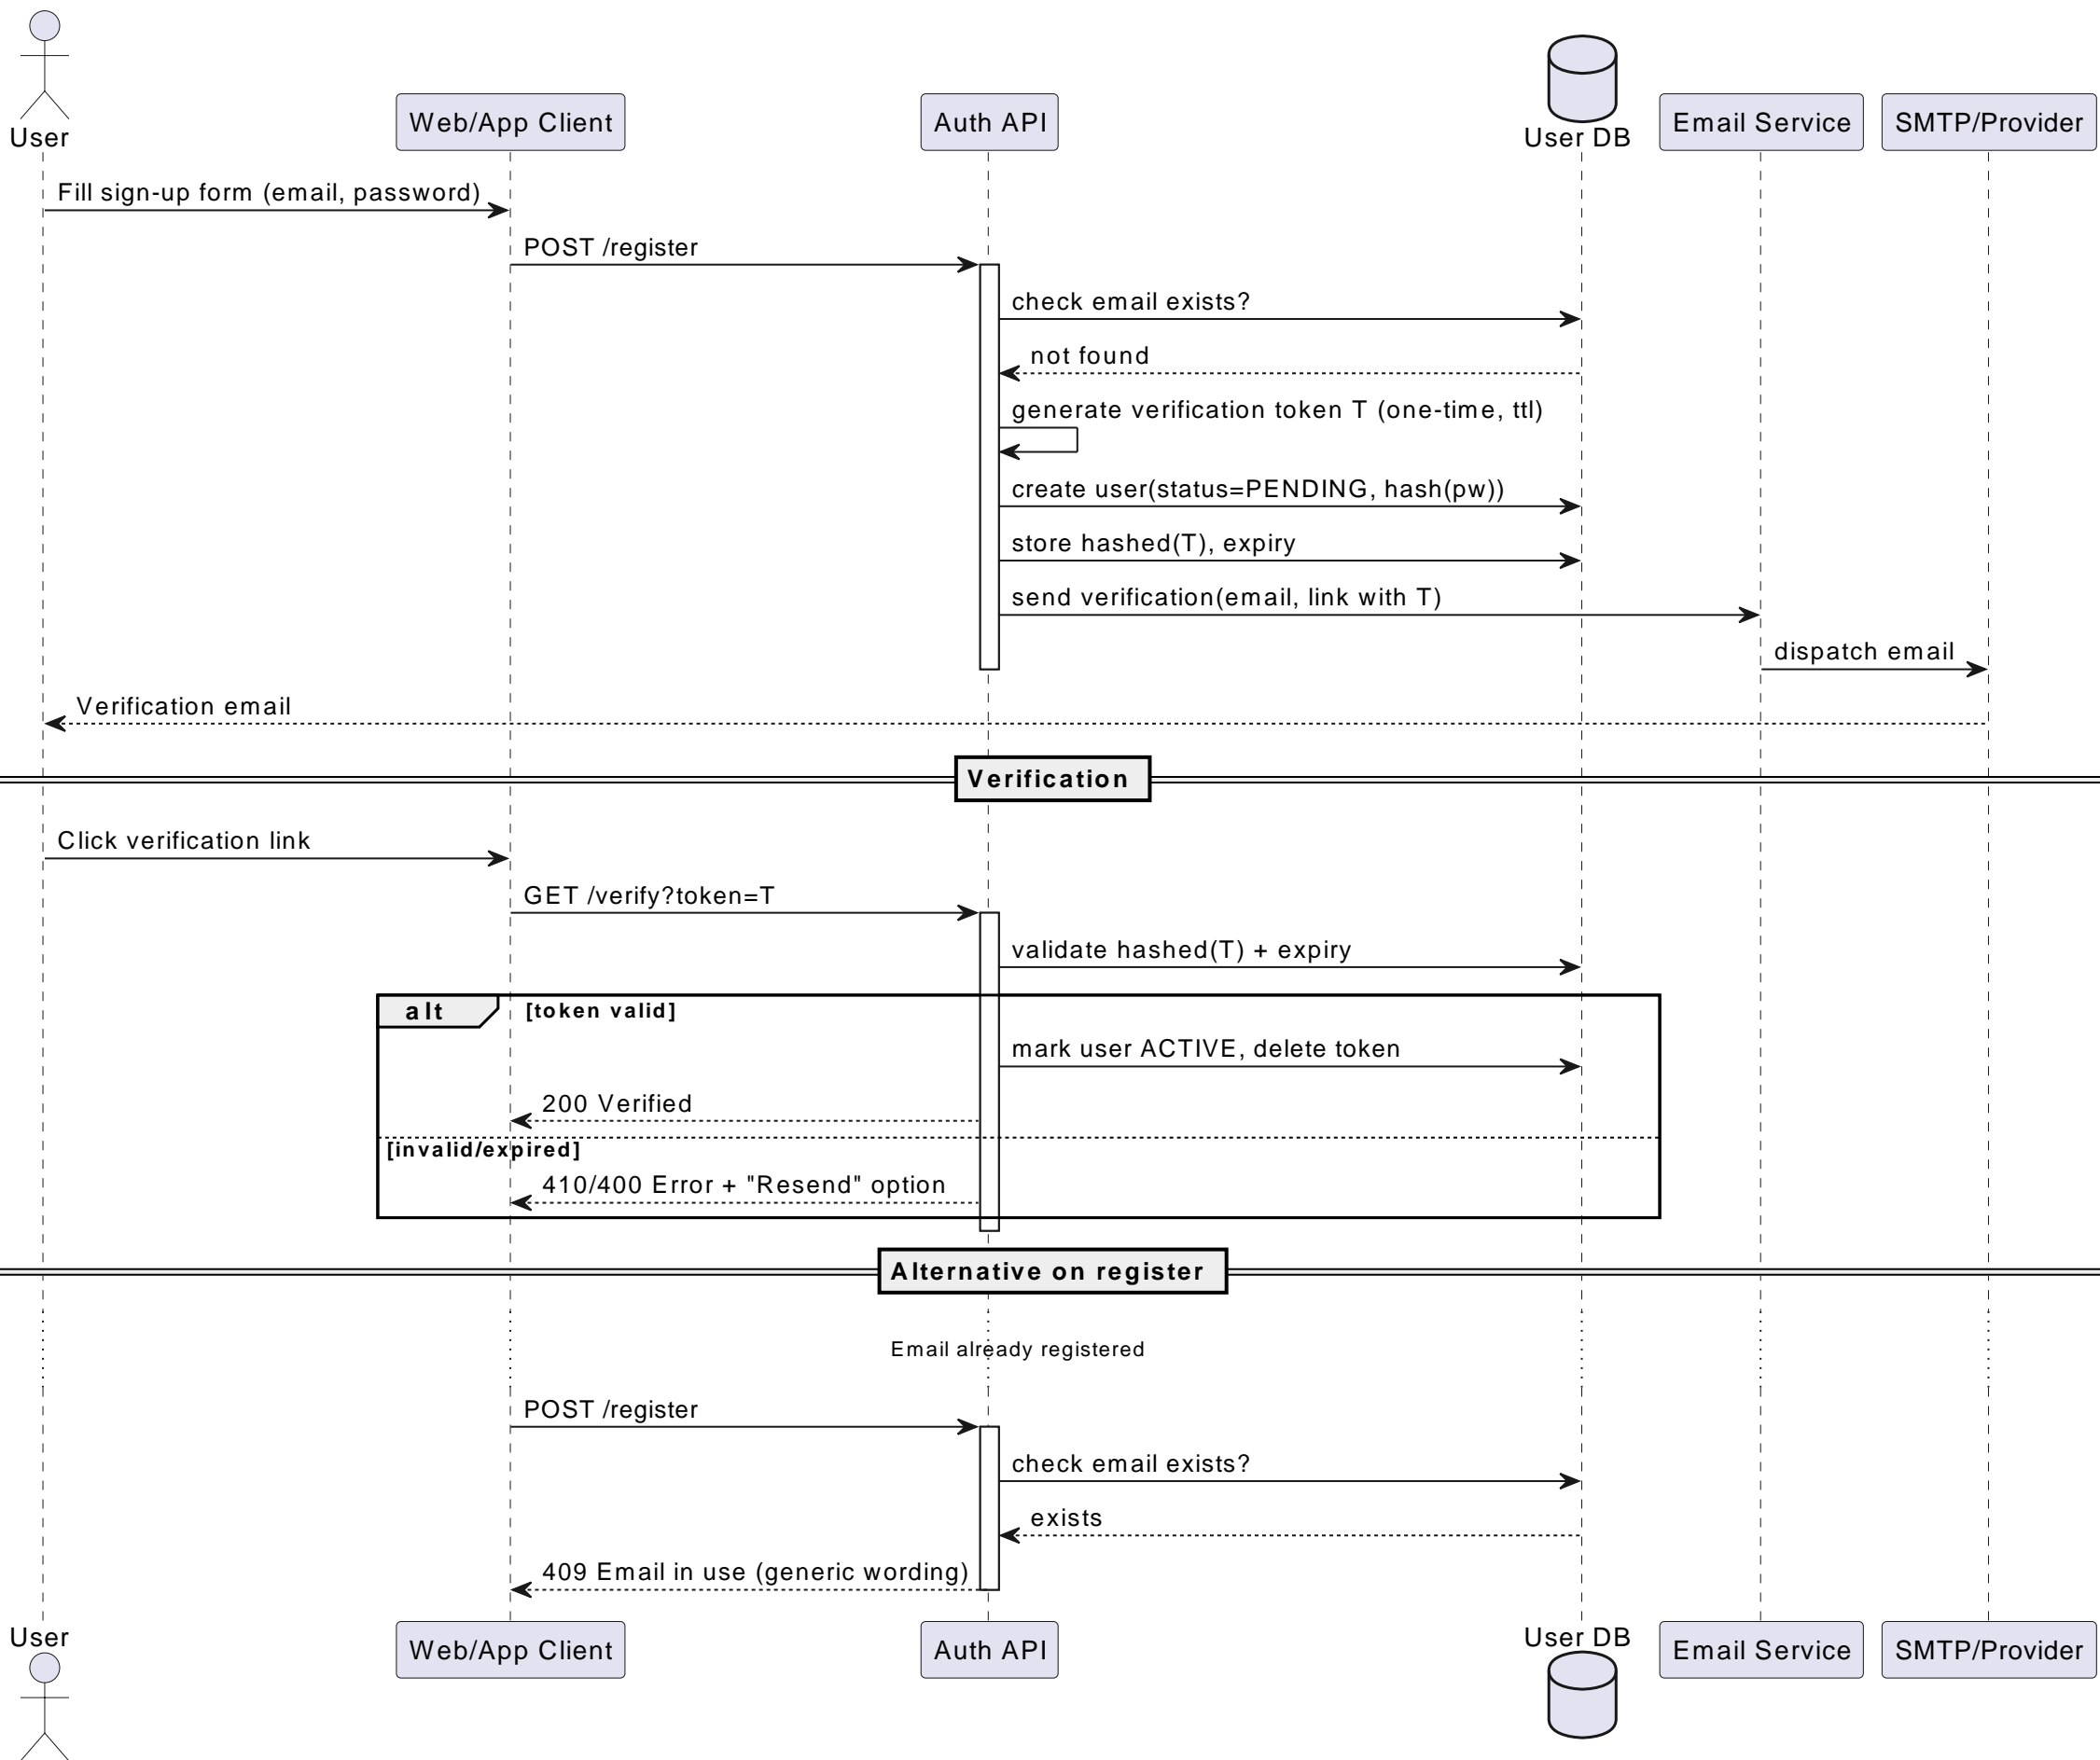 User
Web/App Client
Auth API
User DB
Email Service
SMTP/Provider
Fill sign-up form (email, password)
POST /register
check email exists?
not found
generate verification token T (one-time, ttl)
create user(status=PENDING, hash(pw))
store hashed(T), expiry
send verification(email, link with T)
dispatch email
Verification email
Verification
Click verification link
GET /verify?token=T
validate hashed(T) + expiry
alt
[token valid]
mark user ACTIVE, delete token
200 Verified
[invalid/expired]
410/400 Error + "Resend" option
Alternative on register
Email already registered
POST /register
check email exists?
exists
409 Email in use (generic wording)
User
Web/App Client
Auth API
User DB
Email Service
SMTP/Provider